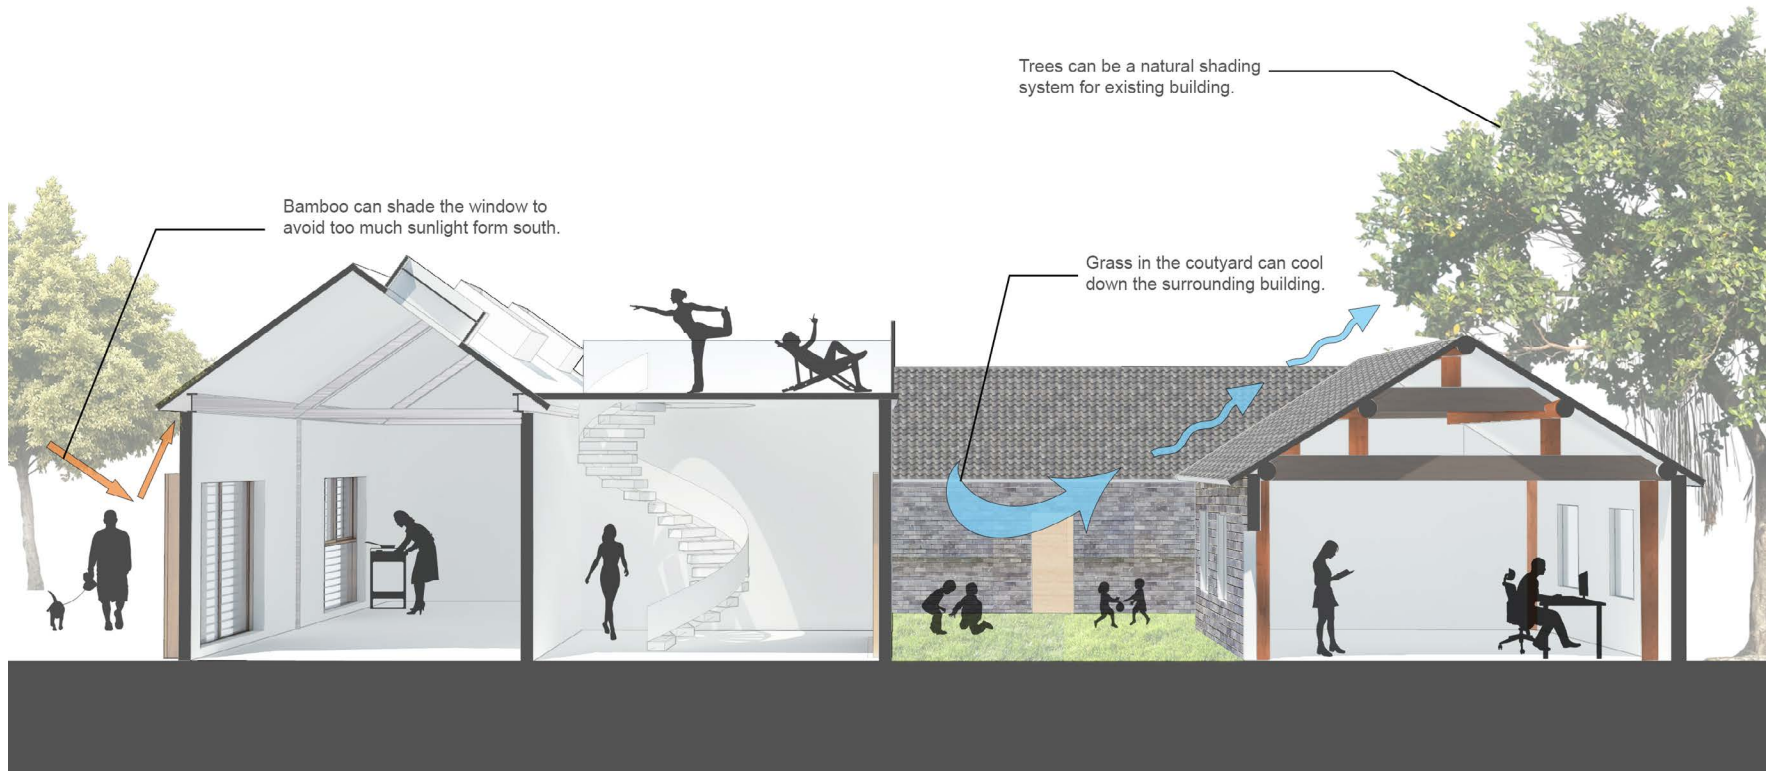 Trees can be a natural shading
system for existing building.
Bamboo can shade the window to
avoid too much sunlight form south.
Grass in the coutyard can cool
down the surrounding building.